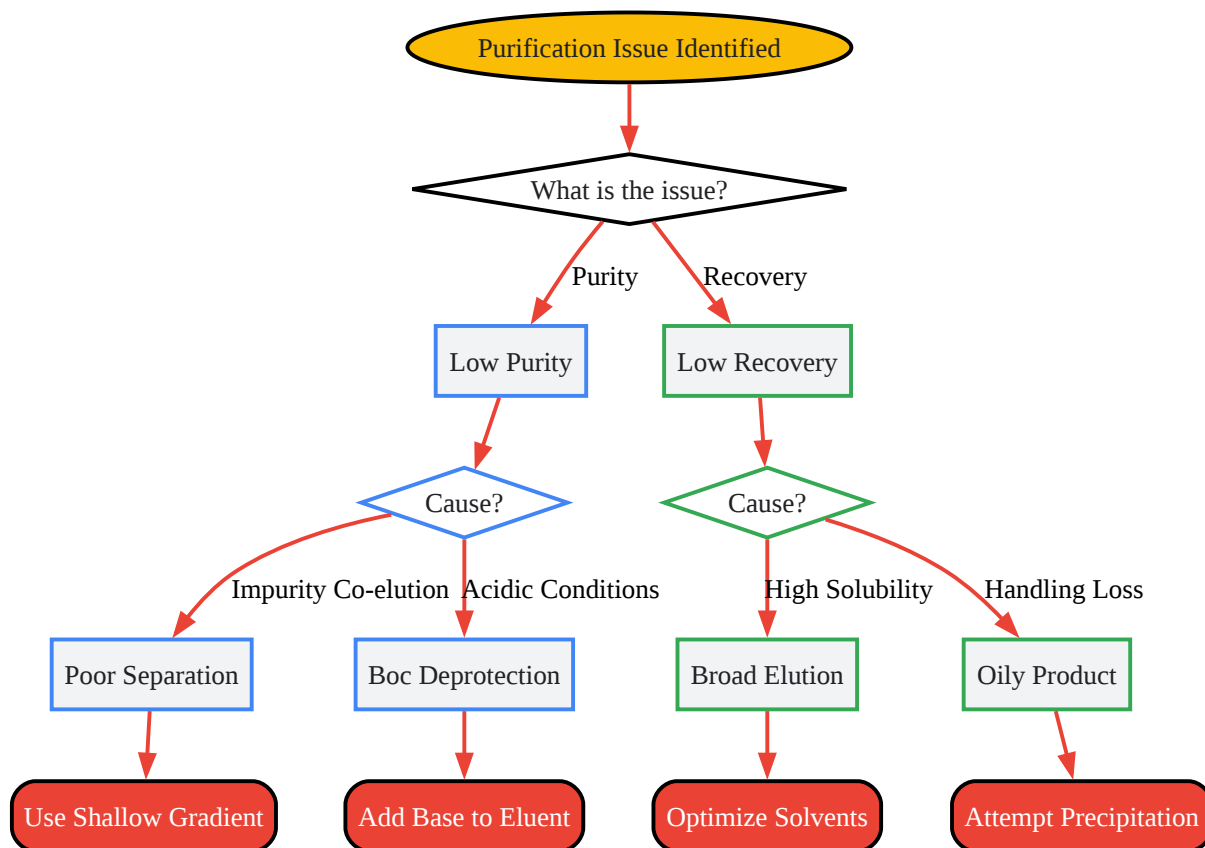 Purification Issue Identified
What is the issue?
Purity
Recovery
Low Purity
Low Recovery
Cause?
Cause?
Impurity Co-elution
Acidic Conditions
High Solubility
Handling Loss
Poor Separation
Boc Deprotection
Broad Elution
Oily Product
Use Shallow Gradient
Add Base to Eluent
Optimize Solvents
Attempt Precipitation